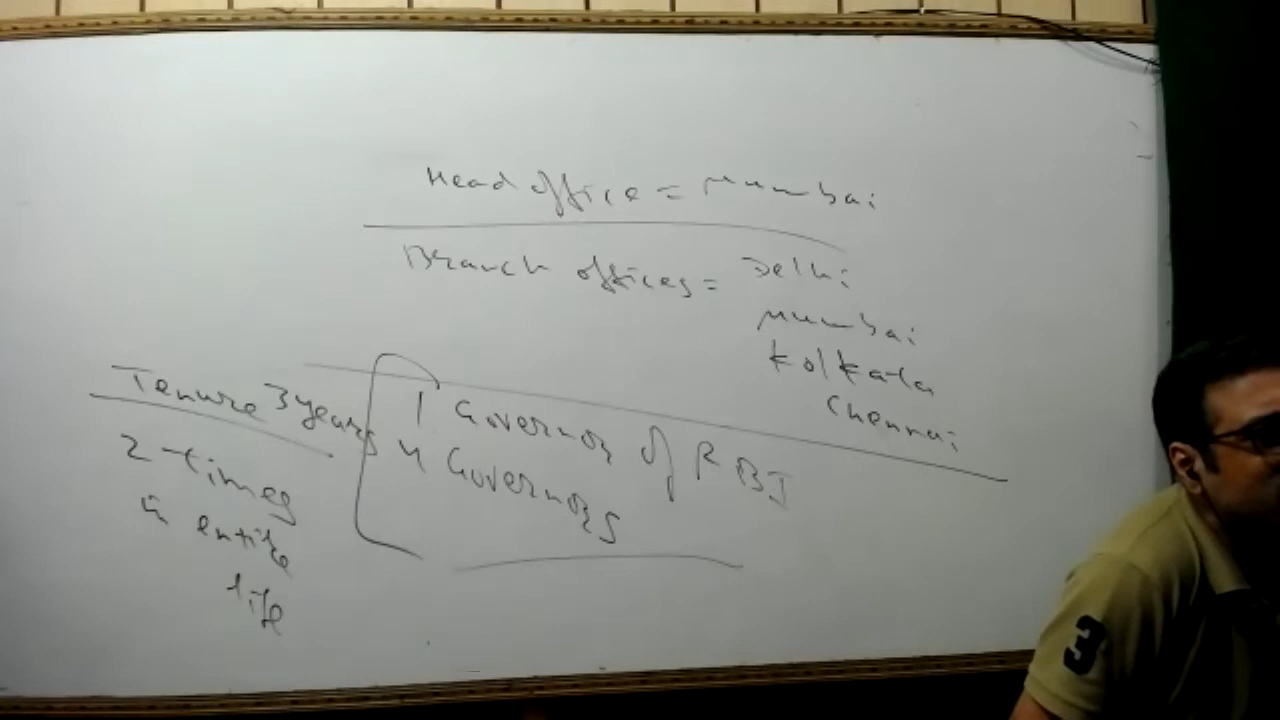 Head office = Mumbai
Branch offices = Delhi
Mumbai
Kolkata
Chennai
Tenure 3 years
2 times
in entire
life
1 Governor of RBI
4 Governors
3